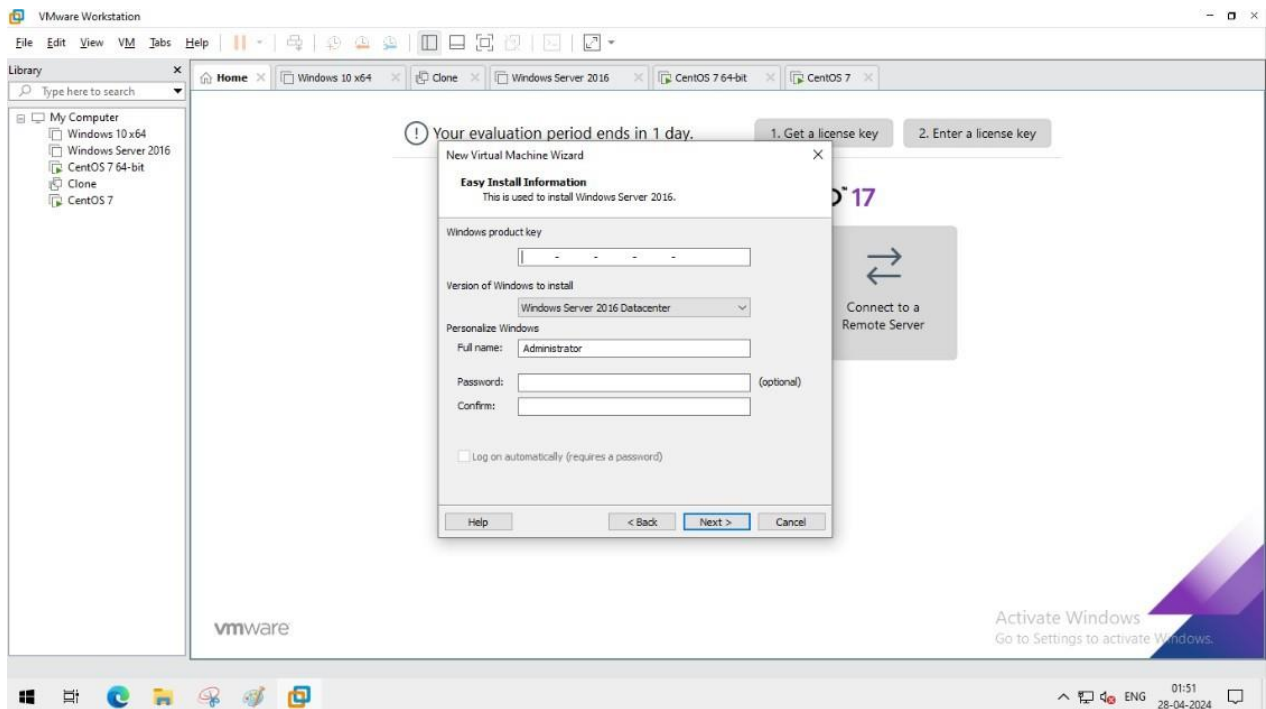 VMware Workstation
File Edit View VM Tabs Help
Library
Type here to search
My Computer
Windows 10 x64
Windows Server 2016
CentOS 7 64-bit
Clone
CentOS 7
Home
Windows 10 x64
Clone
Windows Server 2016
CentOS 7 64-bit
CentOS 7
Your evaluation period ends in 1 day.
1. Get a license key
2. Enter a license key
17
Connect to a
Remote Server
New Virtual Machine Wizard
Easy Install Information
This is used to install Windows Server 2016.
Windows product key
- - - -
Version of Windows to install
Windows Server 2016 Datacenter
Personalize Windows
Full name: Administrator
Password: (optional)
Confirm:
Log on automatically (requires a password)
Help < Back Next > Cancel
vmware
Activate Windows
Go to Settings to activate Windows.
ENG
01:51
28-04-2024